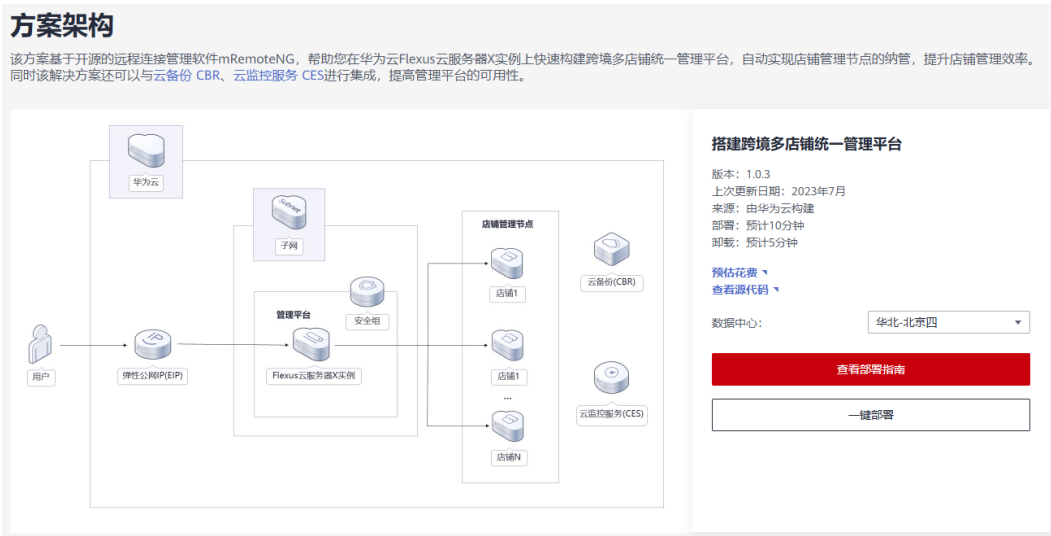 方案架构
该方案基于开源的远程连接管理软件mRemoteNG，帮助您在华为云Flexus云服务器X实例上快速构建跨境多店铺统一管理平台，自动实现店铺管理节点的纳管，提升店铺管理效率。
同时该解决方案还可以与云备份 CBR、云监控服务 CES进行集成，提高管理平台的可用性。
华为云
Subnet
子网
安全组
管理平台
Flexus云服务器X实例
用户
IP
弹性公网IP(EIP)
店铺管理节点
店铺1
店铺1
...
店铺N
云备份(CBR)
云监控服务(CES)
搭建跨境多店铺统一管理平台
版本：1.0.3
上次更新日期：2023年7月
来源：由华为云构建
部署：预计10分钟
卸载：预计5分钟
预估花费
查看源代码
数据中心：
华北-北京四
查看部署指南
一键部署